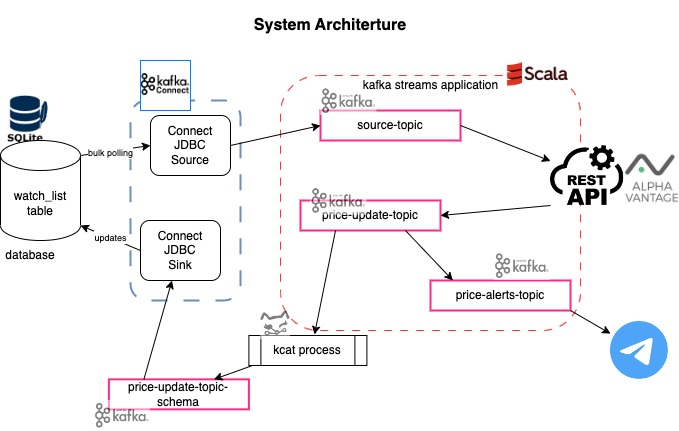 System Architerture
kafka
Connect
Scala
kafka streams application
SQLite
kafka
Connect
JDBC
Source
source-topic
bulk polling
REST
API
ALPHA
VANTAGE
watch_list
table
kafka
price-update-topic
updates
Connect
JDBC
Sink
database
kafka
price-alerts-topic
kcat process
price-update-topic-
schema
kafka